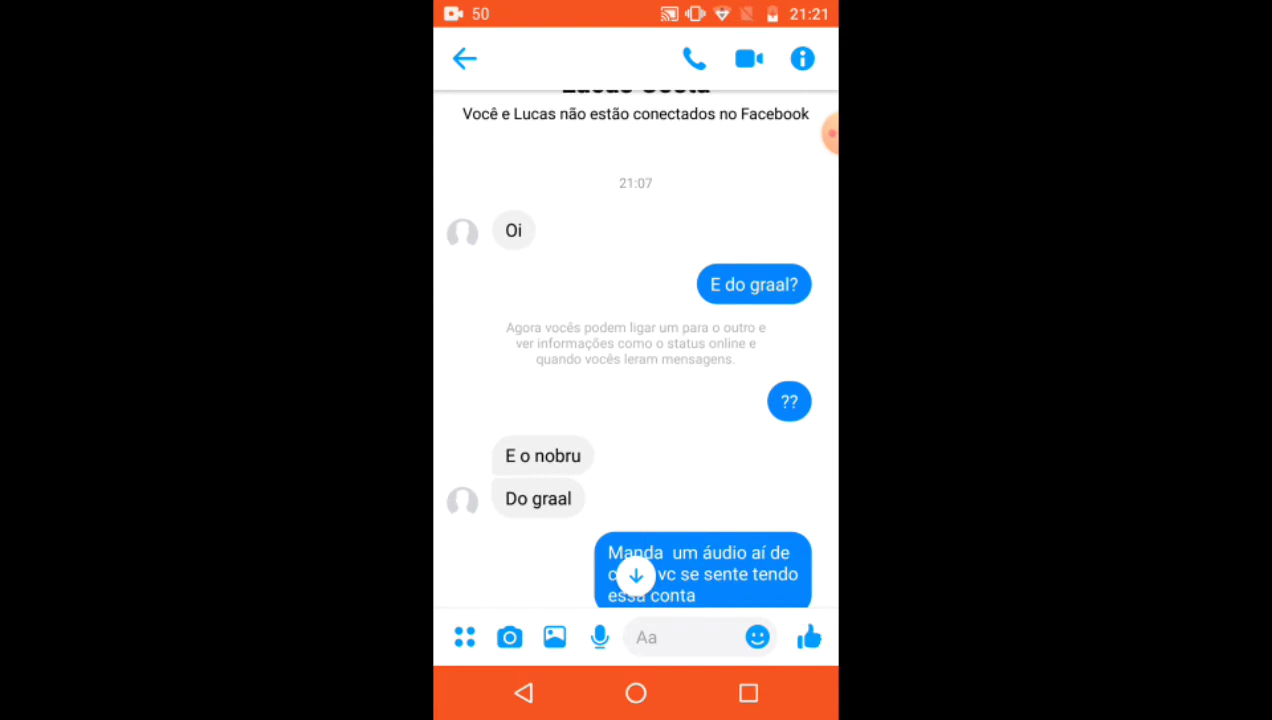 50
21:21
Você e Lucas não estão conectados no Facebook
21:07
Oi
E do graal?
Agora vocês podem ligar um para o outro e
ver informações como o status online e
quando vocês leram mensagens.
??
E o nobru
Do graal
Manda um áudio aí de
vc se sente tendo
essa conta
Aa